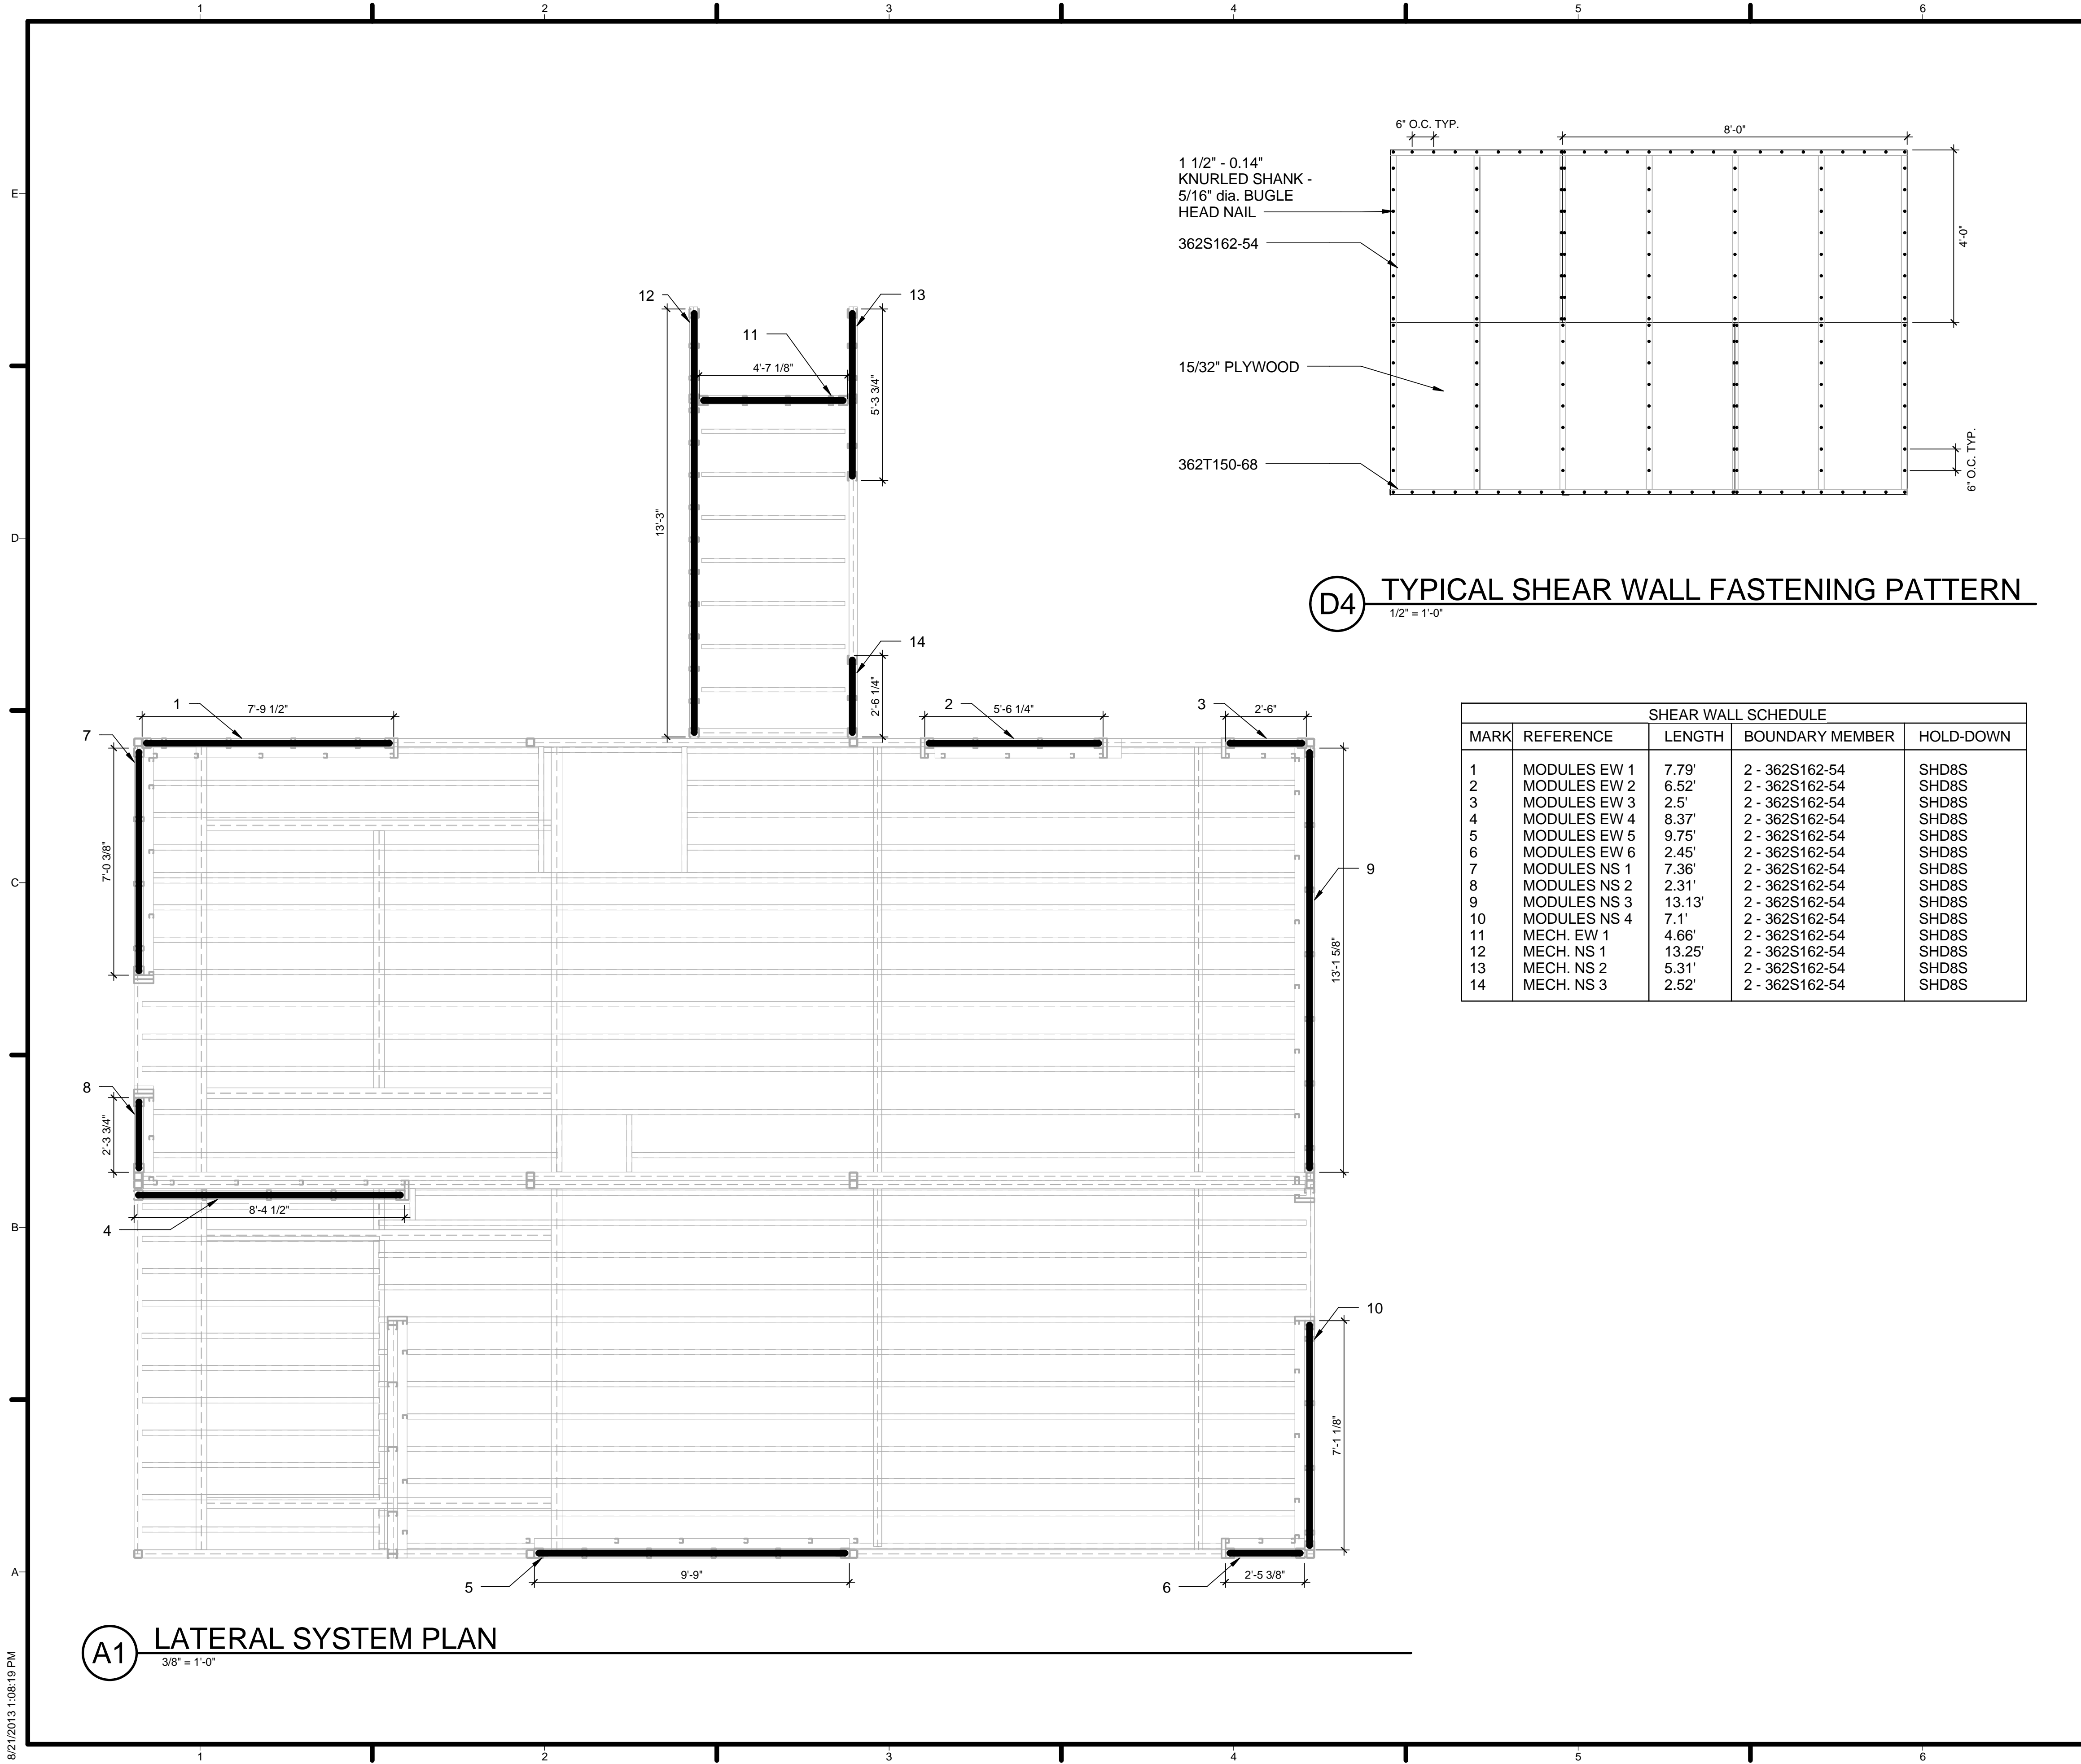 1 2 3 4 5 6
E
D
C
B
A
6" O.C. TYP.
8'-0"
1 1/2" - 0.14"
KNURLED SHANK -
5/16" dia. BUGLE
HEAD NAIL
362S162-54
4'-0"
15/32" PLYWOOD
362T150-68
6" O.C. TYP.
D4
TYPICAL SHEAR WALL FASTENING PATTERN
1/2" = 1'-0"
12
13
11
4'-7 1/8"
5'-3 3/4"
13'-3"
14
2'-6 1/4"
1
7'-9 1/2"
2
5'-6 1/4"
3
2'-6"
7
7'-0 3/8"
9
13'-1 5/8"
8
2'-3 3/4"
8'-4 1/2"
4
10
7'-1 1/8"
5
9'-9"
6
2'-5 3/8"
SHEAR WALL SCHEDULE
MARK REFERENCE LENGTH BOUNDARY MEMBER HOLD-DOWN
1 MODULES EW 1 7.79' 2 - 362S162-54 SHD8S
2 MODULES EW 2 6.52' 2 - 362S162-54 SHD8S
3 MODULES EW 3 2.5' 2 - 362S162-54 SHD8S
4 MODULES EW 4 8.37' 2 - 362S162-54 SHD8S
5 MODULES EW 5 9.75' 2 - 362S162-54 SHD8S
6 MODULES EW 6 2.45' 2 - 362S162-54 SHD8S
7 MODULES NS 1 7.36' 2 - 362S162-54 SHD8S
8 MODULES NS 2 2.31' 2 - 362S162-54 SHD8S
9 MODULES NS 3 13.13' 2 - 362S162-54 SHD8S
10 MODULES NS 4 7.1' 2 - 362S162-54 SHD8S
11 MECH. EW 1 4.66' 2 - 362S162-54 SHD8S
12 MECH. NS 1 13.25' 2 - 362S162-54 SHD8S
13 MECH. NS 2 5.31' 2 - 362S162-54 SHD8S
14 MECH. NS 3 2.52' 2 - 362S162-54 SHD8S
A1
LATERAL SYSTEM PLAN
3/8" = 1'-0"
8/21/2013 1:08:19 PM
1 2 3 4 5 6